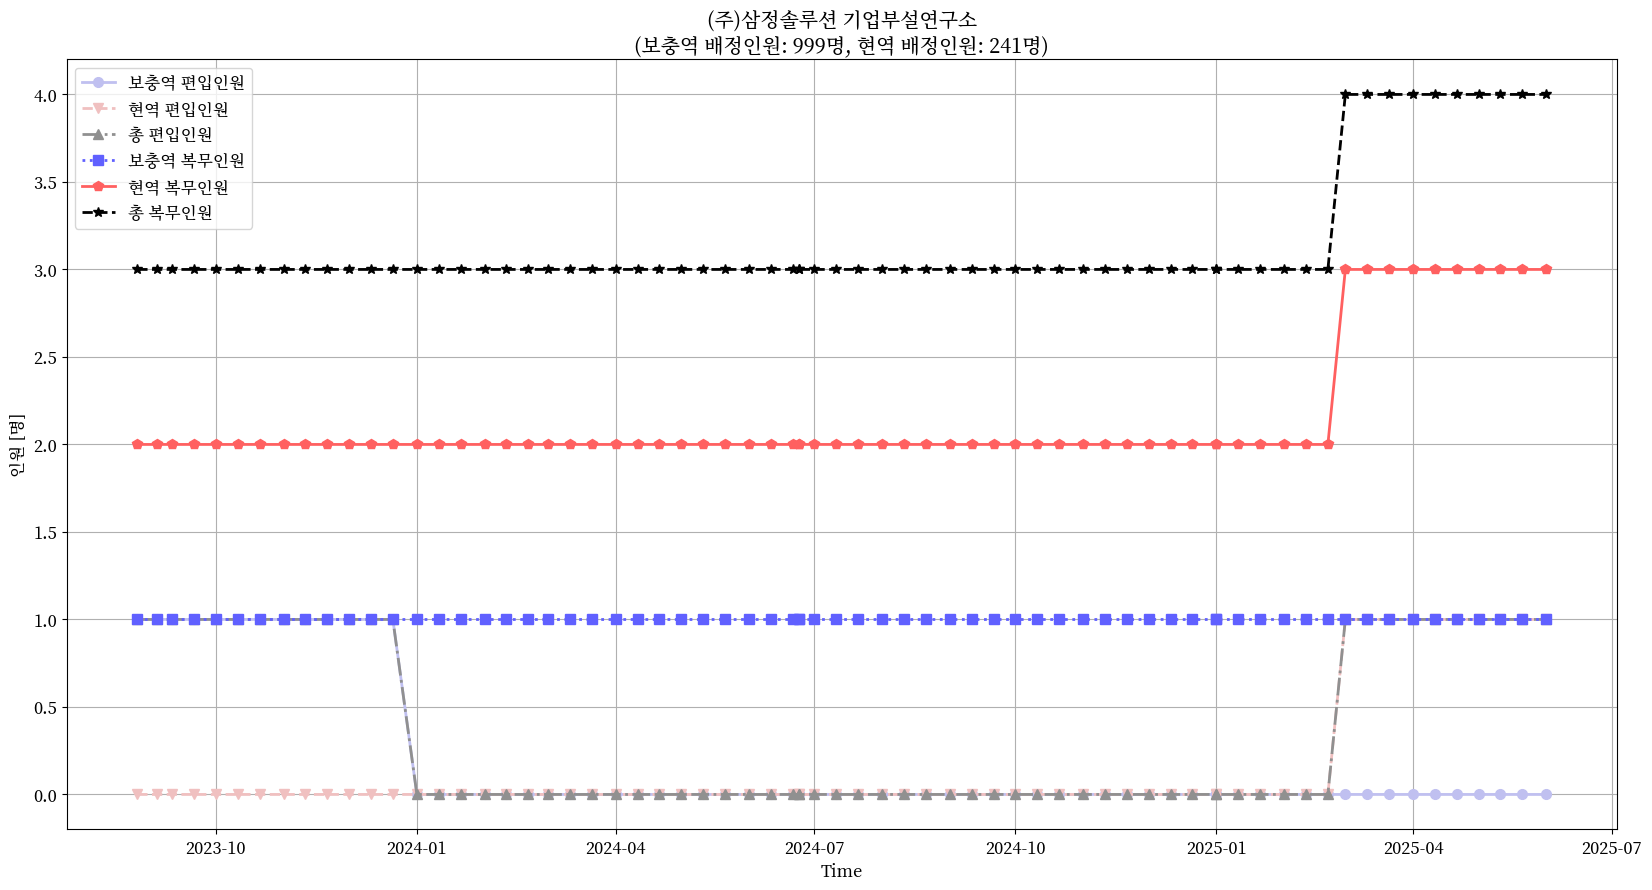 (주)삼정솔루션 기업부설연구소
(보충역 배정인원: 999명, 현역 배정인원: 241명)
보충역 편입인원
현역 편입인원
총 편입인원
보충역 복무인원
현역 복무인원
총 복무인원
4.0
3.5
3.0
2.5
2.0
1.5
1.0
0.5
0.0
인원 [명]
2023-10
2024-01
2024-04
2024-07
2024-10
2025-01
2025-04
2025-07
Time